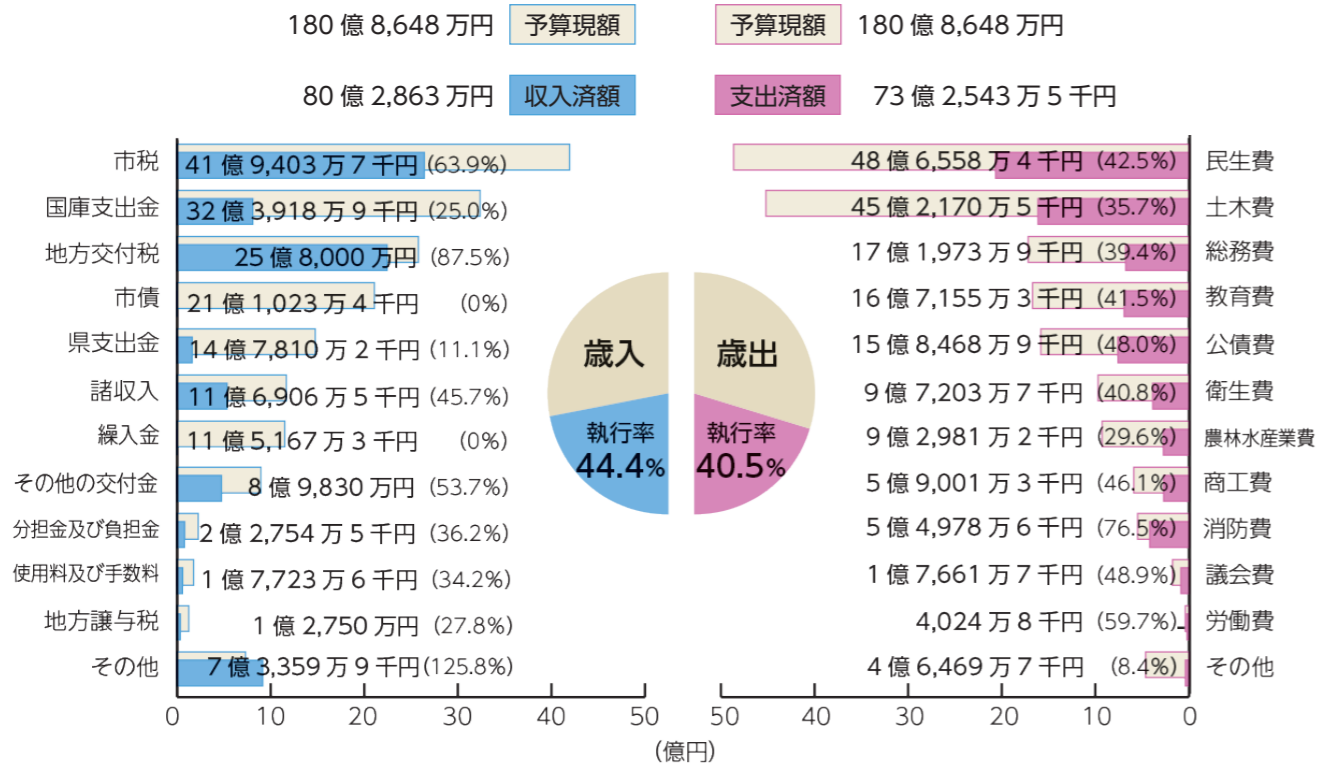 180 億 8,648 万円 予算現額
予算現額 180 億 8,648 万円
80 億 2,863 万円 収入済額
支出済額 73 億 2,543 万 5 千円
市税 41 億 9,403 万 7 千円 (63.9%)
国庫支出金 32 億 3,918 万 9 千円 (25.0%)
地方交付税 25 億 8,000 万円 (87.5%)
市債 21 億 1,023 万 4 千円 (0%)
県支出金 14 億 7,810 万 2 千円 (11.1%)
諸収入 11 億 6,906 万 5 千円 (45.7%)
繰入金 11 億 5,167 万 3 千円 (0%)
その他の交付金 8 億 9,830 万円 (53.7%)
分担金及び負担金 2 億 2,754 万 5 千円 (36.2%)
使用料及び手数料 1 億 7,723 万 6 千円 (34.2%)
地方譲与税 1 億 2,750 万円 (27.8%)
その他 7 億 3,359 万 9 千円 (125.8%)
0 10 20 30 40 50
歳入
執行率
44.4%
歳出
執行率
40.5%
48 億 6,558 万 4 千円 (42.5%) 民生費
45 億 2,170 万 5 千円 (35.7%) 土木費
17 億 1,973 万 9 千円 (39.4%) 総務費
16 億 7,155 万 3 千円 (41.5%) 教育費
15 億 8,468 万 9 千円 (48.0%) 公債費
9 億 7,203 万 7 千円 (40.8%) 衛生費
9 億 2,981 万 2 千円 (29.6%) 農林水産業費
5 億 9,001 万 3 千円 (46.1%) 商工費
5 億 4,978 万 6 千円 (76.5%) 消防費
1 億 7,661 万 7 千円 (48.9%) 議会費
4,024 万 8 千円 (59.7%) 労働費
4 億 6,469 万 7 千円 (8.4%) その他
50 40 30 20 10 0
(億円)